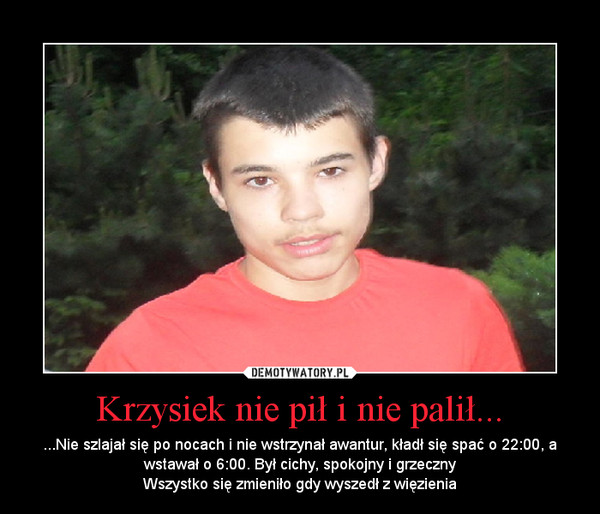 DEMOTYWATORY.PL
Krzysiek nie pił i nie palił...
...Nie szlajał się po nocach i nie wstrzynał awantur, kładł się spać o 22:00, a
wstawał o 6:00. Był cichy, spokojny i grzeczny
Wszystko się zmieniło gdy wyszedł z więzienia